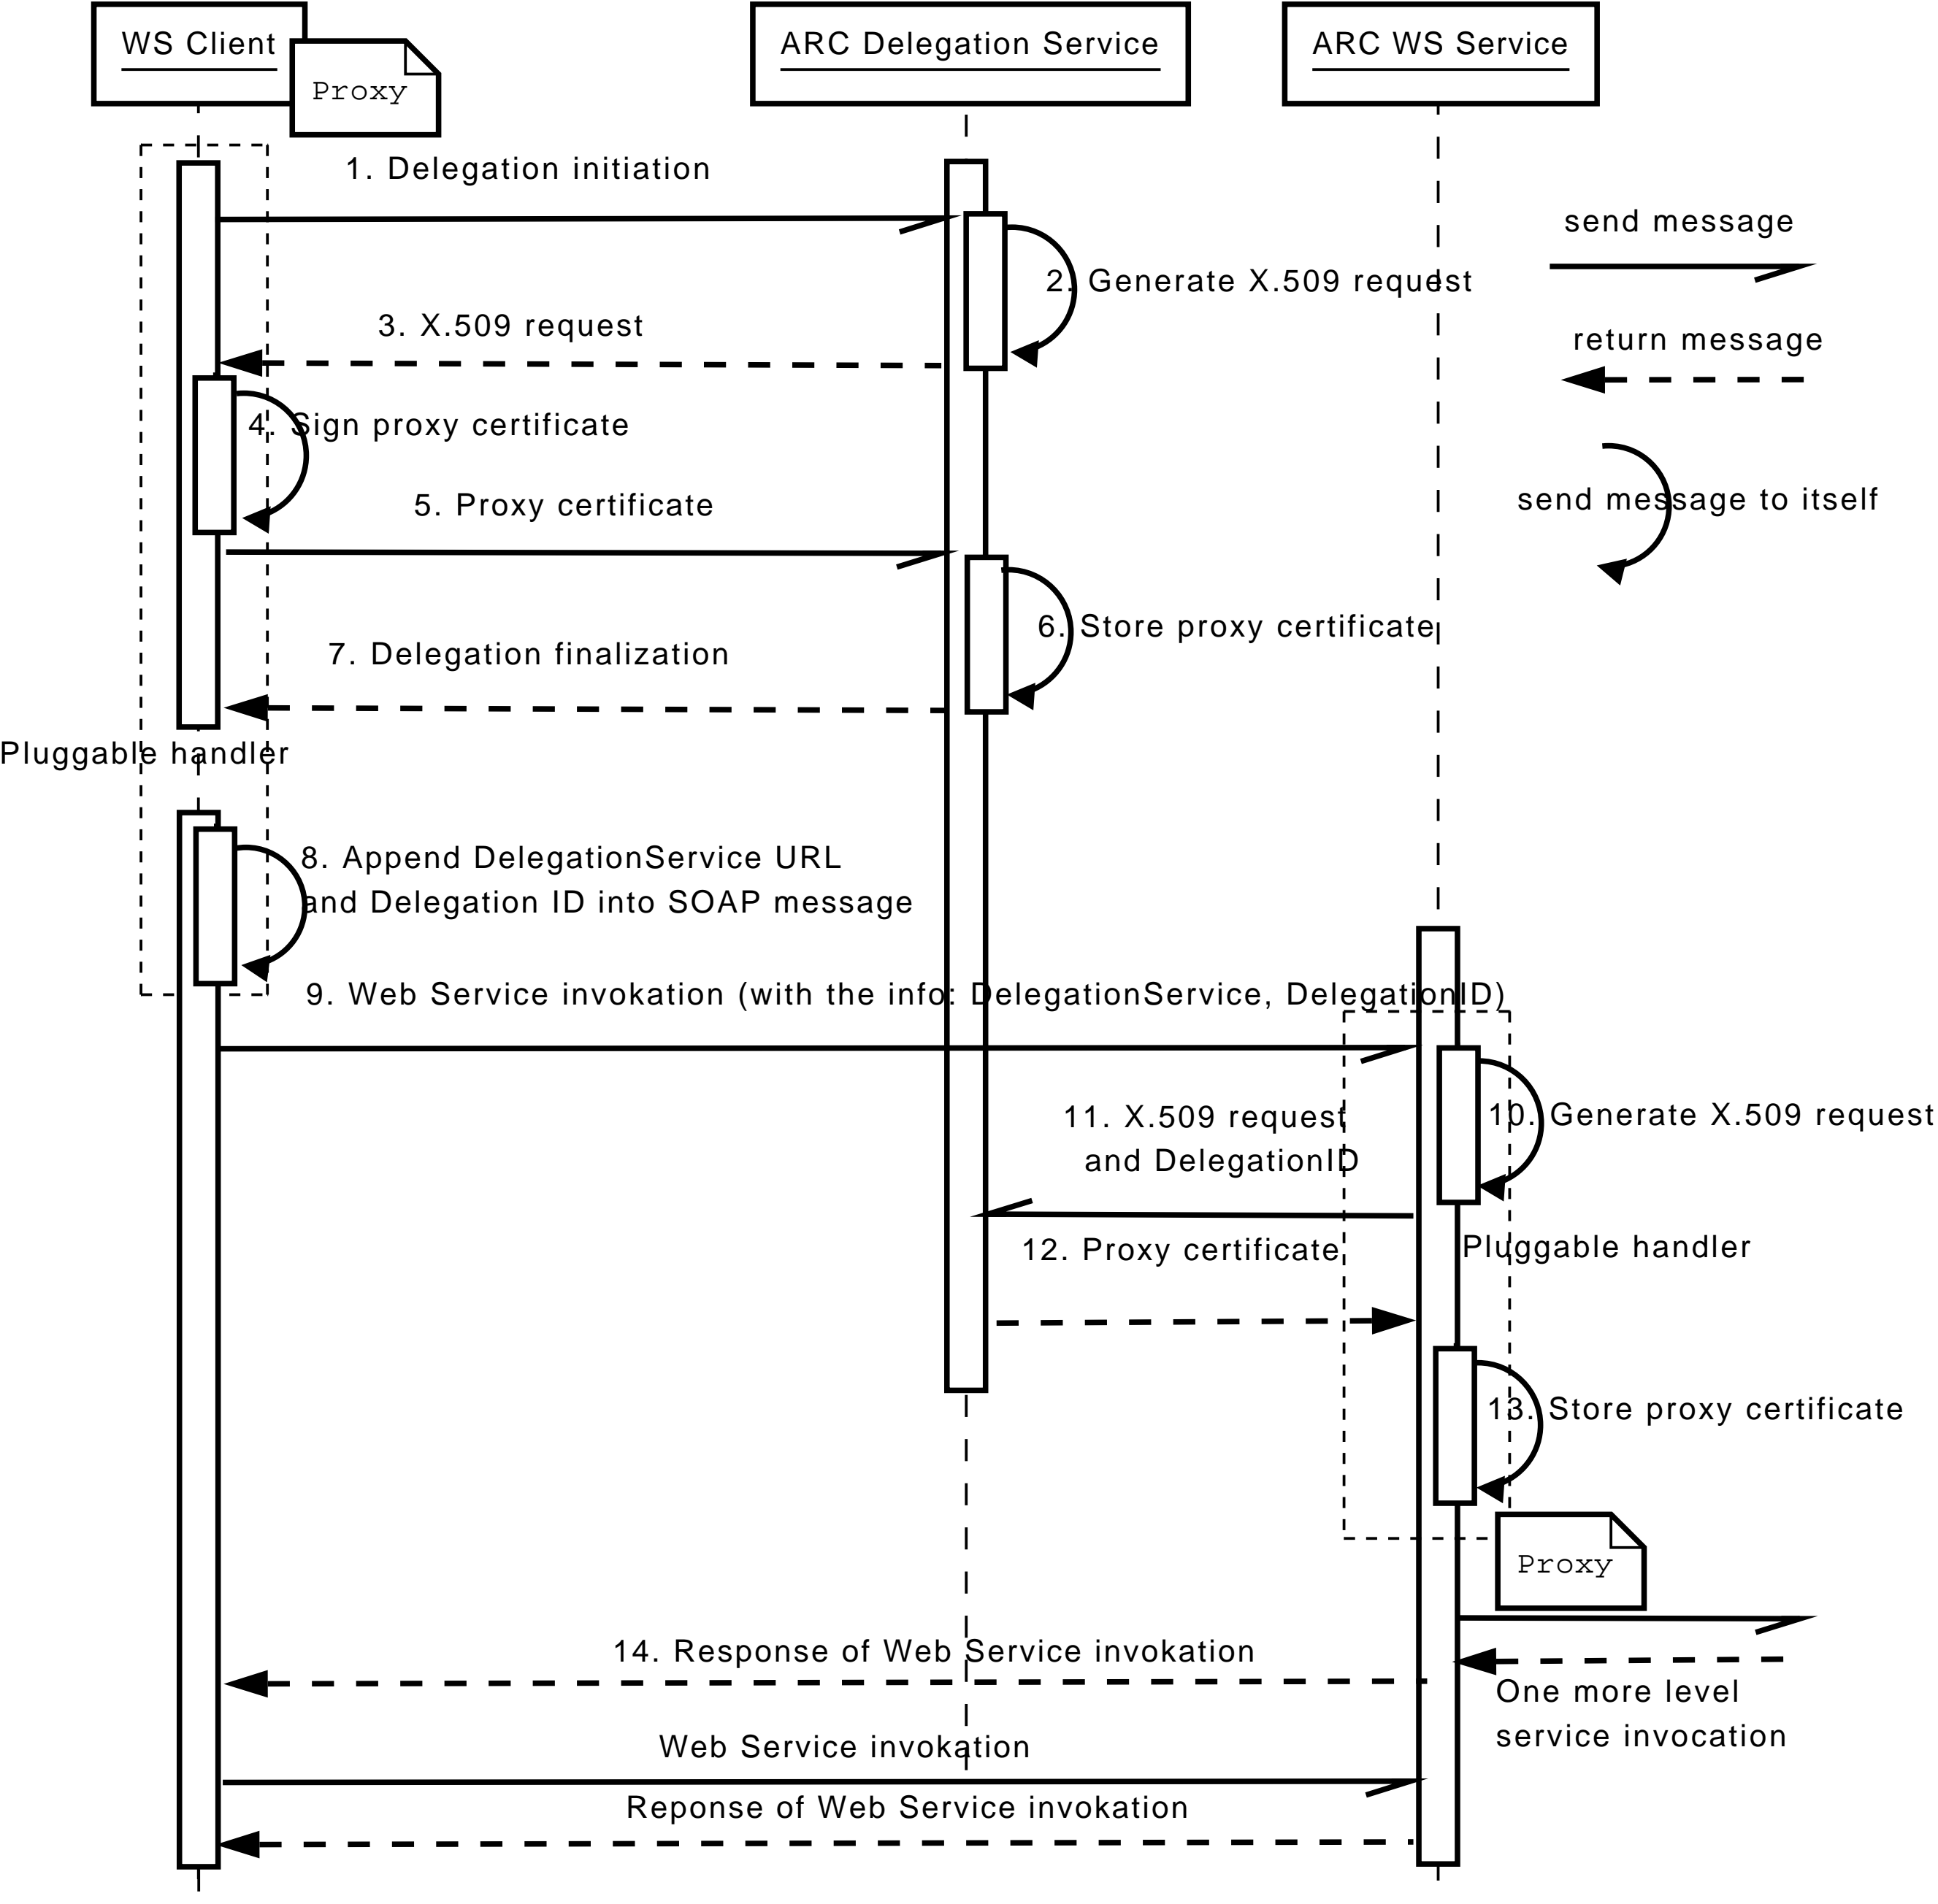 WS Client
Proxy
ARC Delegation Service
ARC WS Service
1. Delegation initiation
send message
2. Generate X.509 request
3. X.509 request
return message
4. Sign proxy certificate
send message to itself
5. Proxy certificate
6. Store proxy certificate
7. Delegation finalization
Pluggable handler
8. Append DelegationService URL
and Delegation ID into SOAP message
9. Web Service invokation (with the info: DelegationService, DelegationID)
10. Generate X.509 request
11. X.509 request
and DelegationID
12. Proxy certificate
Pluggable handler
13. Store proxy certificate
Proxy
14. Response of Web Service invokation
One more level
service invocation
Web Service invokation
Reponse of Web Service invokation